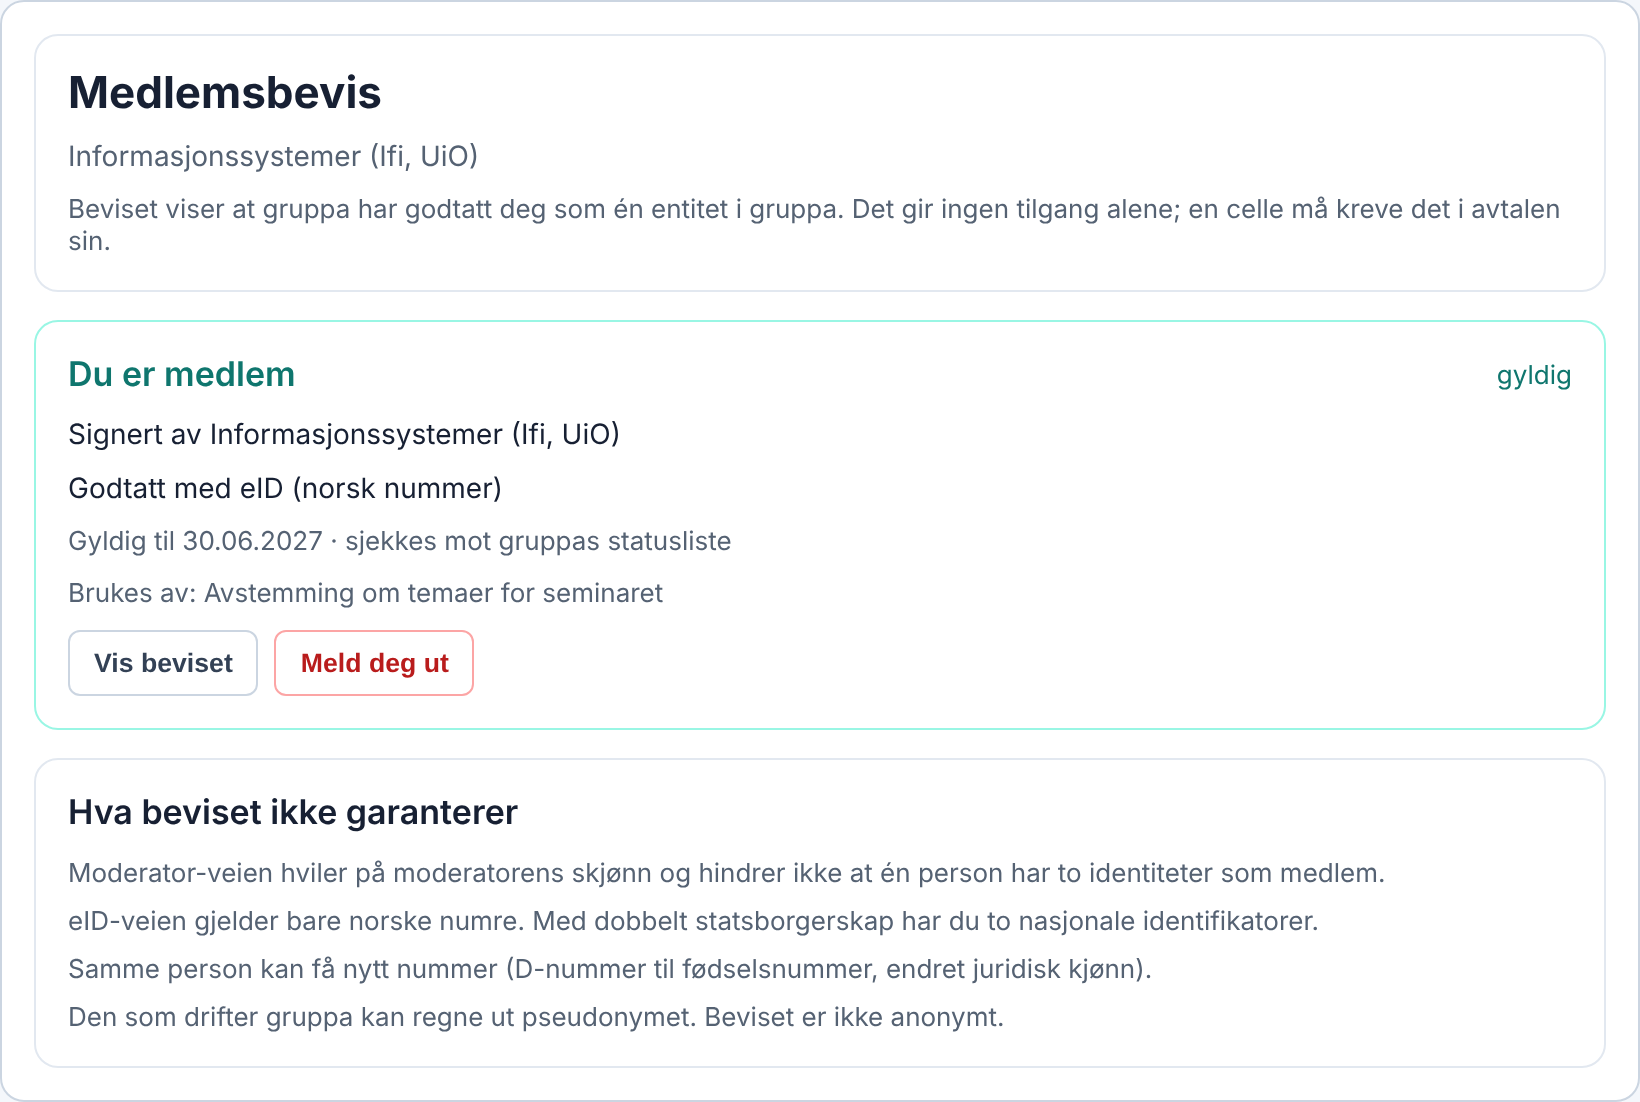 Medlemsbevis
Informasjonssystemer (Ifi, UiO)
Beviset viser at gruppa har godtatt deg som én entitet i gruppa. Det gir ingen tilgang alene; en celle må kreve det i avtalen
sin.
Du er medlem
gyldig
Signert av Informasjonssystemer (Ifi, UiO)
Godtatt med eID (norsk nummer)
Gyldig til 30.06.2027 · sjekkes mot gruppas statusliste
Brukes av: Avstemming om temaer for seminaret
Vis beviset
Meld deg ut
Hva beviset ikke garanterer
Moderator-veien hviler på moderatorens skjønn og hindrer ikke at én person har to identiteter som medlem.
eID-veien gjelder bare norske numre. Med dobbelt statsborgerskap har du to nasjonale identifikatorer.
Samme person kan få nytt nummer (D-nummer til fødselsnummer, endret juridisk kjønn).
Den som drifter gruppa kan regne ut pseudonymet. Beviset er ikke anonymt.